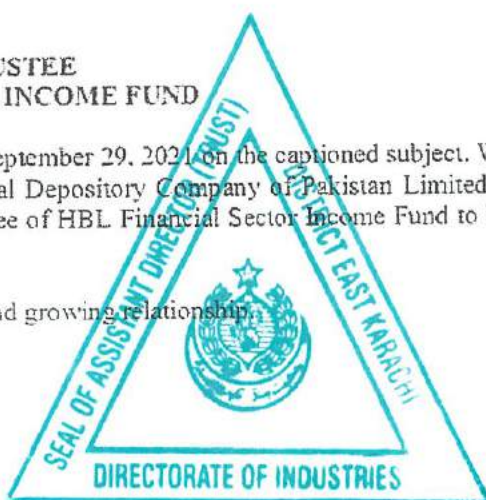 USTEE
INCOME FUND
eptember 29, 2021 on the captioned subject. W
al Depository Company of Pakistan Limited
ee of HBL Financial Sector Income Fund to
nd growing relationship.
SEAL OF ASSISTANT DIRECTOR (TRUST)
DISTRICT EAST KARACHI
DIRECTORATE OF INDUSTRIES